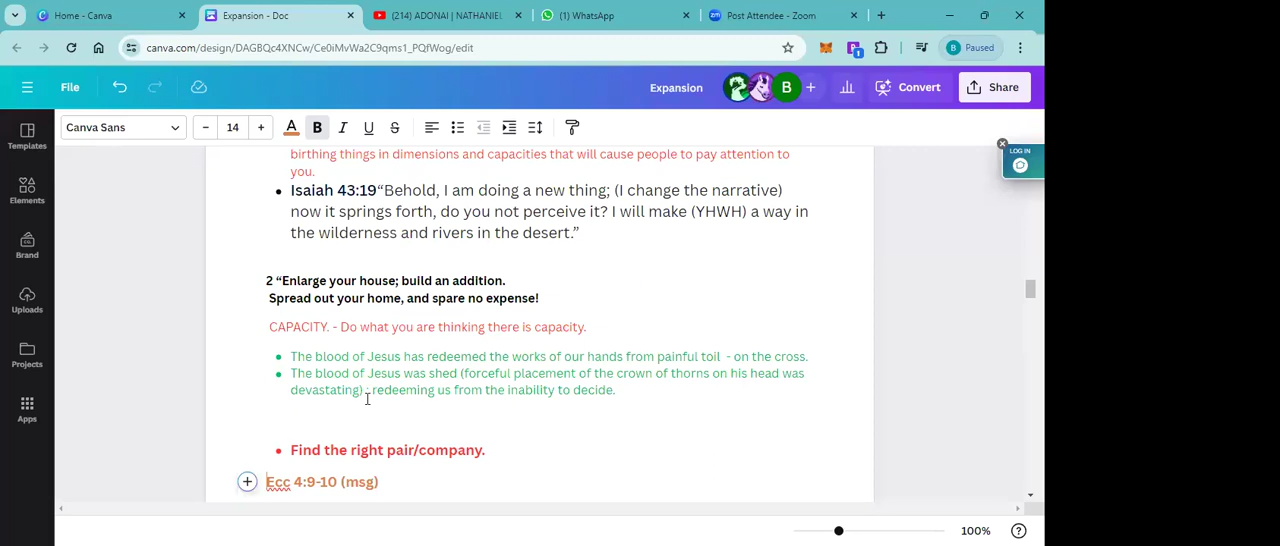 Home - Canva
Expansion - Doc
(214) ADONAI | NATHANIEL
(1) WhatsApp
Post Attendee - Zoom
canva.com/design/DAGBQc4XNCw/Ce0iMvWa2C9qms1_PQfWog/edit
1
B
Paused
File
Expansion
B
Convert
Share
Canva Sans
14
A
B
I
U
S
Templates
Elements
Brand
Uploads
Projects
Apps
LOG IN
birthing things in dimensions and capacities that will cause people to pay attention to
you.
Isaiah 43:19“Behold, I am doing a new thing; (I change the narrative)
now it springs forth, do you not perceive it? I will make (YHWH) a way in
the wilderness and rivers in the desert.”
2 “Enlarge your house; build an addition.
Spread out your home, and spare no expense!
CAPACITY. - Do what you are thinking there is capacity.
The blood of Jesus has redeemed the works of our hands from painful toil - on the cross.
The blood of Jesus was shed (forceful placement of the crown of thorns on his head was
devastating) : redeeming us from the inability to decide.
Find the right pair/company.
Ecc 4:9-10 (msg)
100%